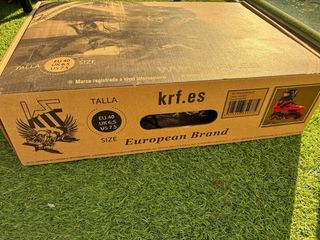 TALLA
EU 40
UK 6.5
US 7.5
SIZE
® Marca registrada a nivel internacional
KRF
TALLA
EU 40
UK 6.5
US 7.5
SIZE
krf.es
European Brand